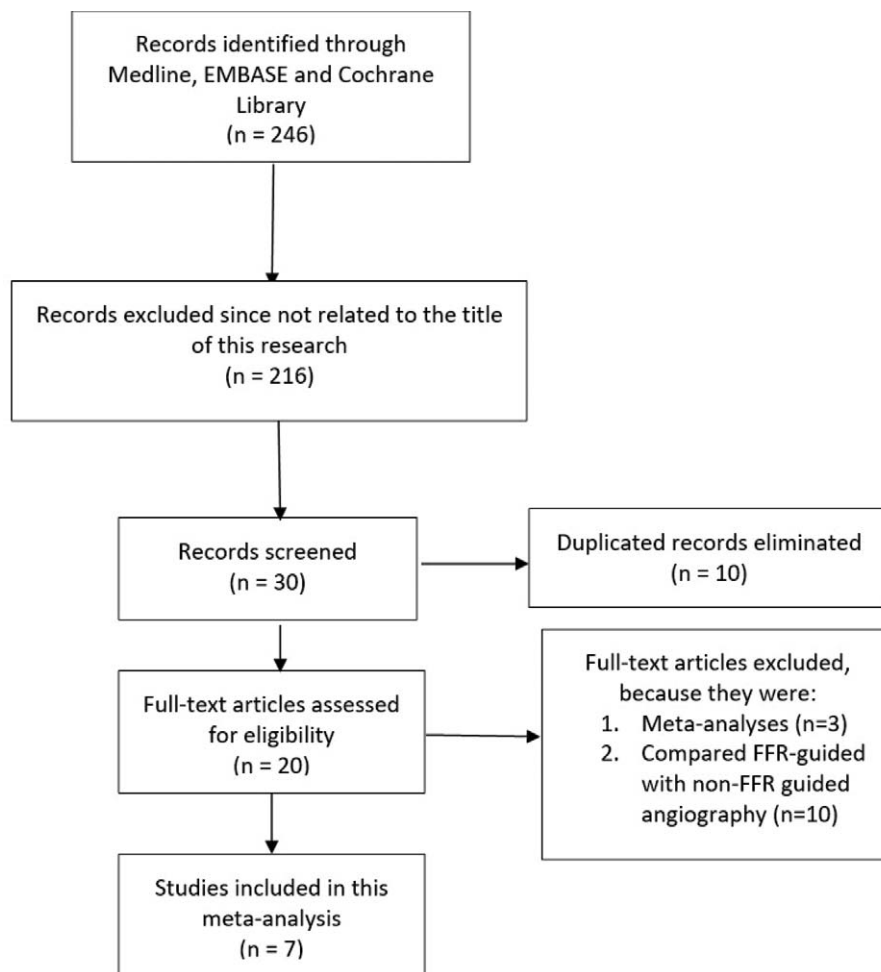 Records identified through
Medline, EMBASE and Cochrane
Library
(n = 246)
Records excluded since not related to the title
of this research
(n = 216)
Records screened
(n = 30)
Duplicated records eliminated
(n = 10)
Full-text articles assessed
for eligibility
(n = 20)
Full-text articles excluded,
because they were:
1. Meta-analyses (n=3)
2. Compared FFR-guided
with non-FFR guided
angiography (n=10)
Studies included in this
meta-analysis
(n = 7)